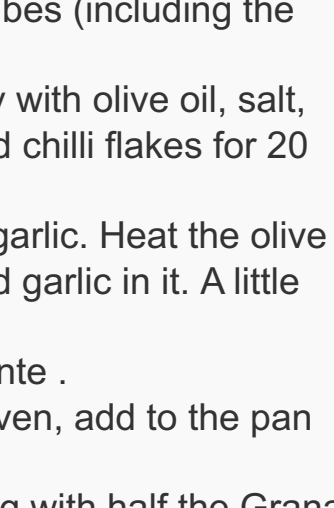 bes (including the
with olive oil, salt,
d chilli flakes for 20
garlic. Heat the olive
d garlic in it. A little
nte .
ven, add to the pan
g with half the Grana